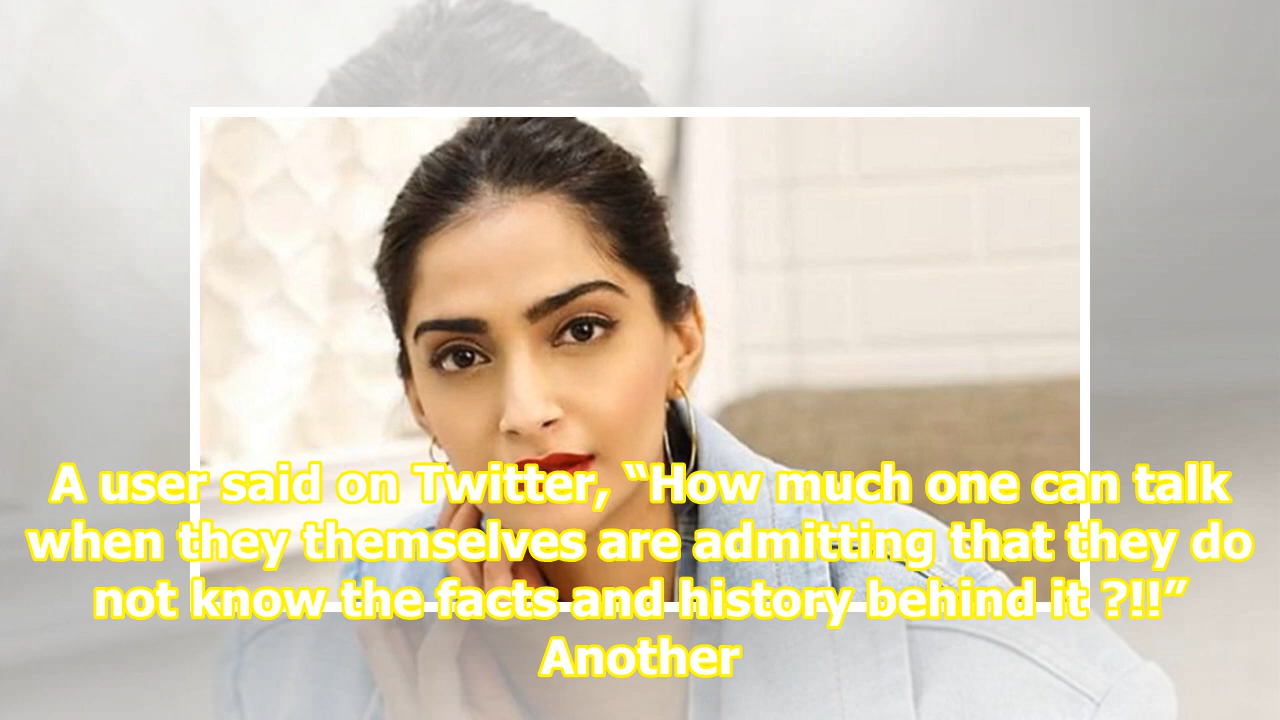 A user said on Twitter, “How much one can talk
when they themselves are admitting that they do
not know the facts and history behind it ?!!”
Another